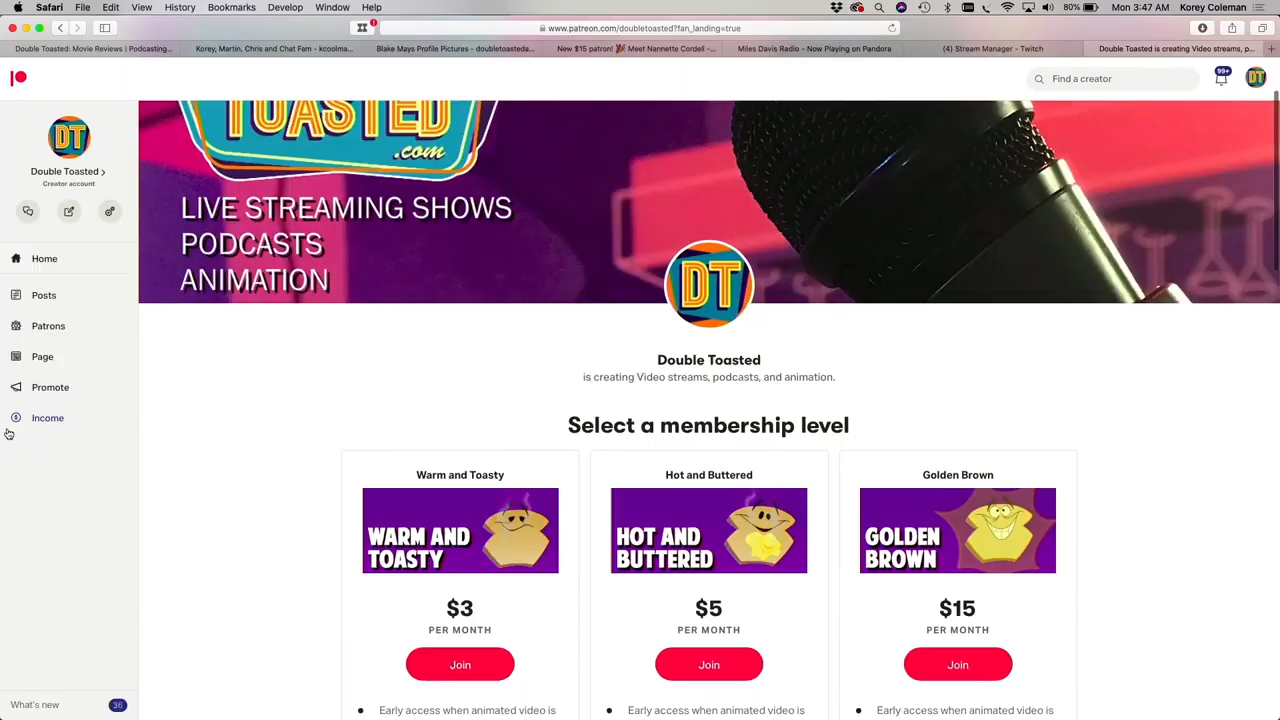 Safari File Edit View History Bookmarks Develop Window Help 80% Mon 3:47 AM Korey Coleman
www.patreon.com/doubletoasted?fan_landing=true
Double Toasted: Movie Reviews | Podcasting... Korey, Martin, Chris and Chat Fam - kcoolma... Blake Mays Profile Pictures - doubletoasteda... New $15 patron! 🎉 Meet Nannette Cordell -... Miles Davis Radio - Now Playing on Pandora (4) Stream Manager - Twitch Double Toasted is creating Video streams, p...
Find a creator 99+ DT
DT
Double Toasted
Creator account
Home
Posts
Patrons
Page
Promote
Income
What's new 36
TOASTED
.com
LIVE STREAMING SHOWS
PODCASTS
ANIMATION
DT
Double Toasted
is creating Video streams, podcasts, and animation.
Select a membership level
Warm and Toasty
WARM AND
TOASTY
$3
PER MONTH
Join
• Early access when animated video is
Hot and Buttered
HOT AND
BUTTERED
$5
PER MONTH
Join
• Early access when animated video is
Golden Brown
GOLDEN
BROWN
$15
PER MONTH
Join
• Early access when animated video is